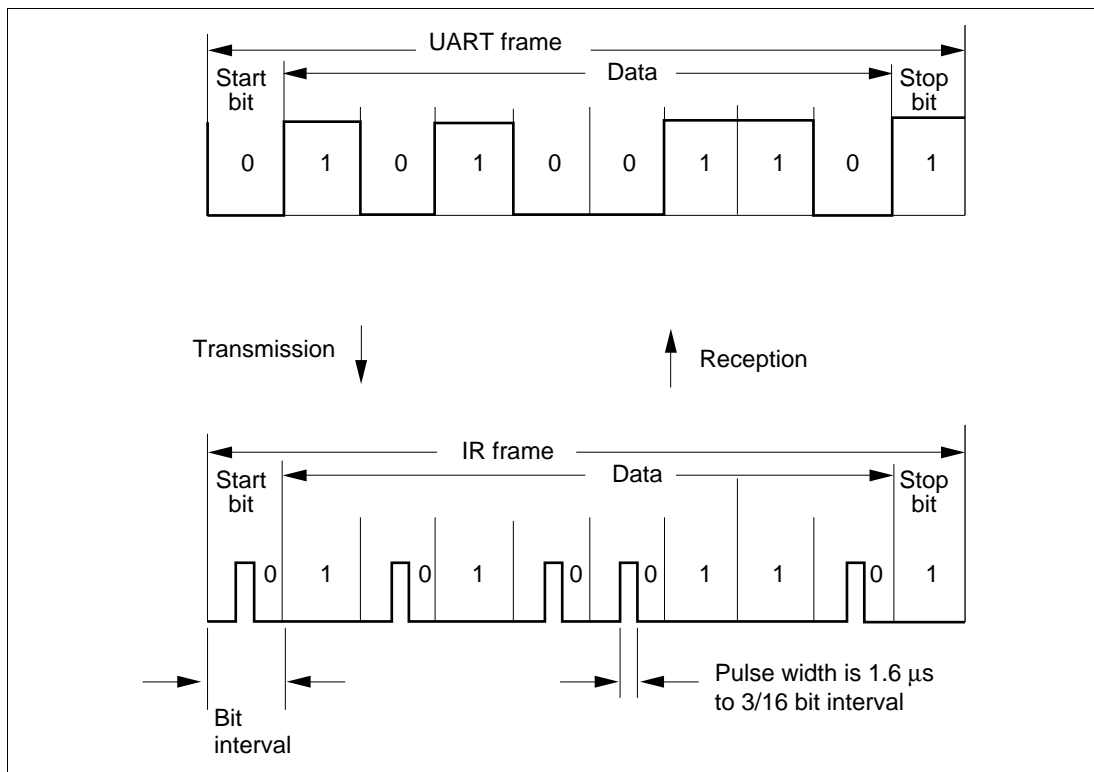 UART frame
Start
bit
Data
Stop
bit
0 1 0 1 0 0 1 1 0 1
Transmission
Reception
IR frame
Start
bit
Data
Stop
bit
0 1 0 1 0 0 1 1 0 1
Bit
interval
Pulse width is 1.6 μs
to 3/16 bit interval